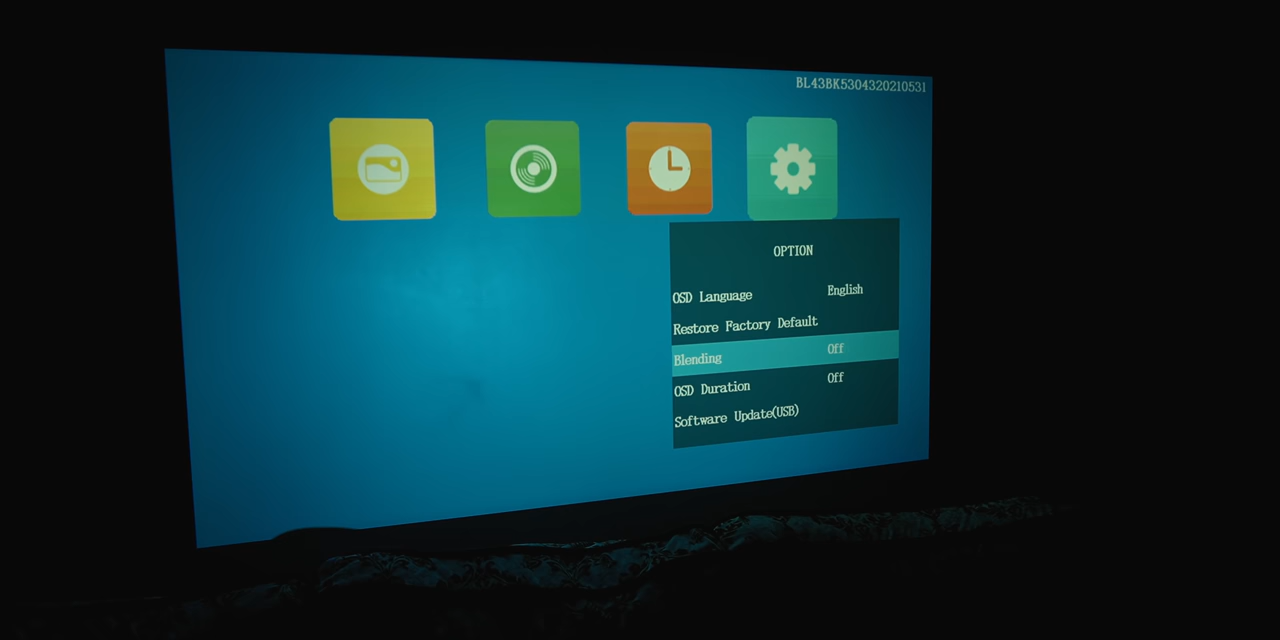 BL43BK5304320210531
OPTION
OSD Language English
Restore Factory Default
Blending Off
OSD Duration Off
Software Update(USB)